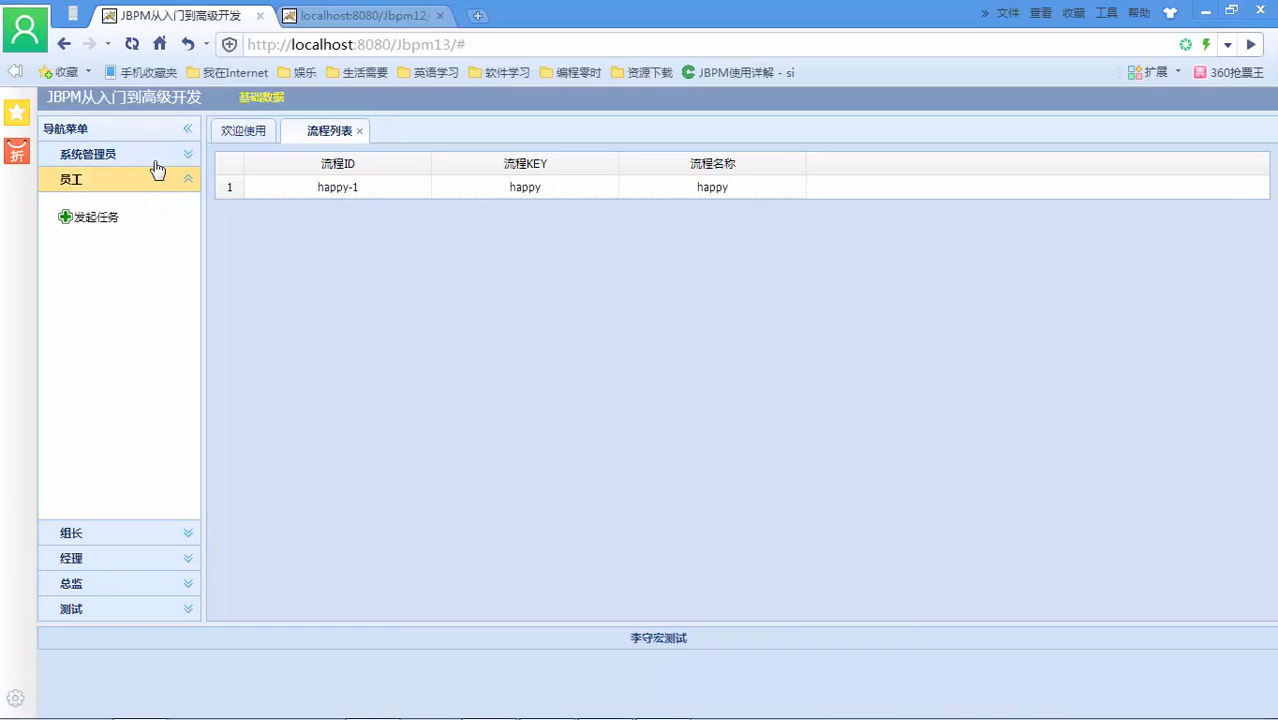 JBPM从入门到高级开发 localhost:8080/Jbpm12/
文件 查看 收藏 工具 帮助
http://localhost:8080/Jbpm13/#
收藏 手机收藏夹 我在Internet 娱乐 生活需要 英语学习 软件学习 编程零时 资源下载 JBPM使用详解 - si 扩展 360抢票王
JBPM从入门到高级开发 基础数据
折
导航菜单
系统管理员
员工
发起任务
组长
经理
总监
测试
欢迎使用 流程列表
流程ID 流程KEY 流程名称
1 happy-1 happy happy
李守宏测试